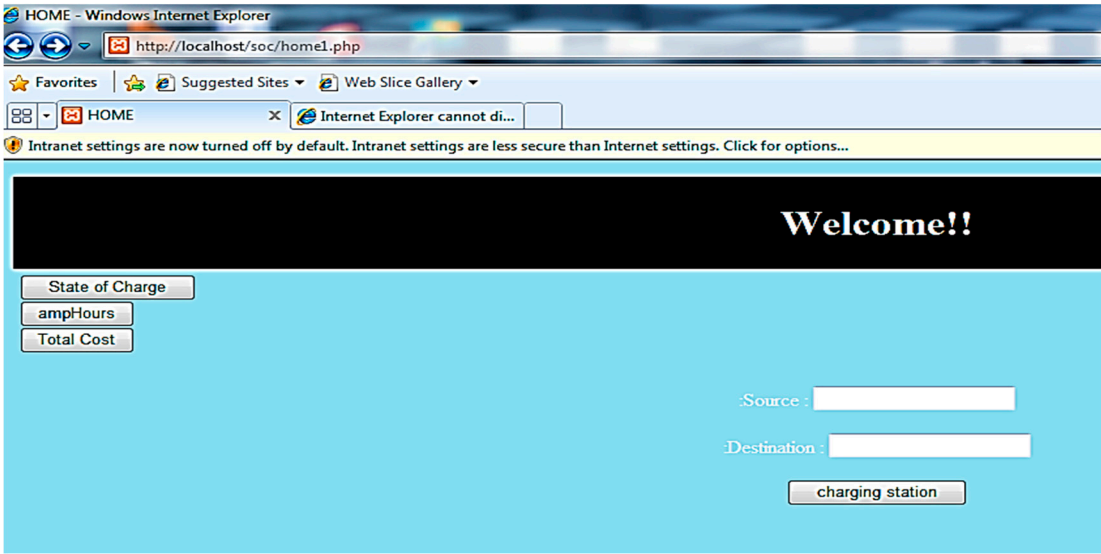 HOME - Windows Internet Explorer
http://localhost/soc/home1.php
Favorites Suggested Sites Web Slice Gallery
HOME x Internet Explorer cannot di...
Intranet settings are now turned off by default. Intranet settings are less secure than Internet settings. Click for options...
Welcome!!
State of Charge
ampHours
Total Cost
:Source :
:Destination :
charging station